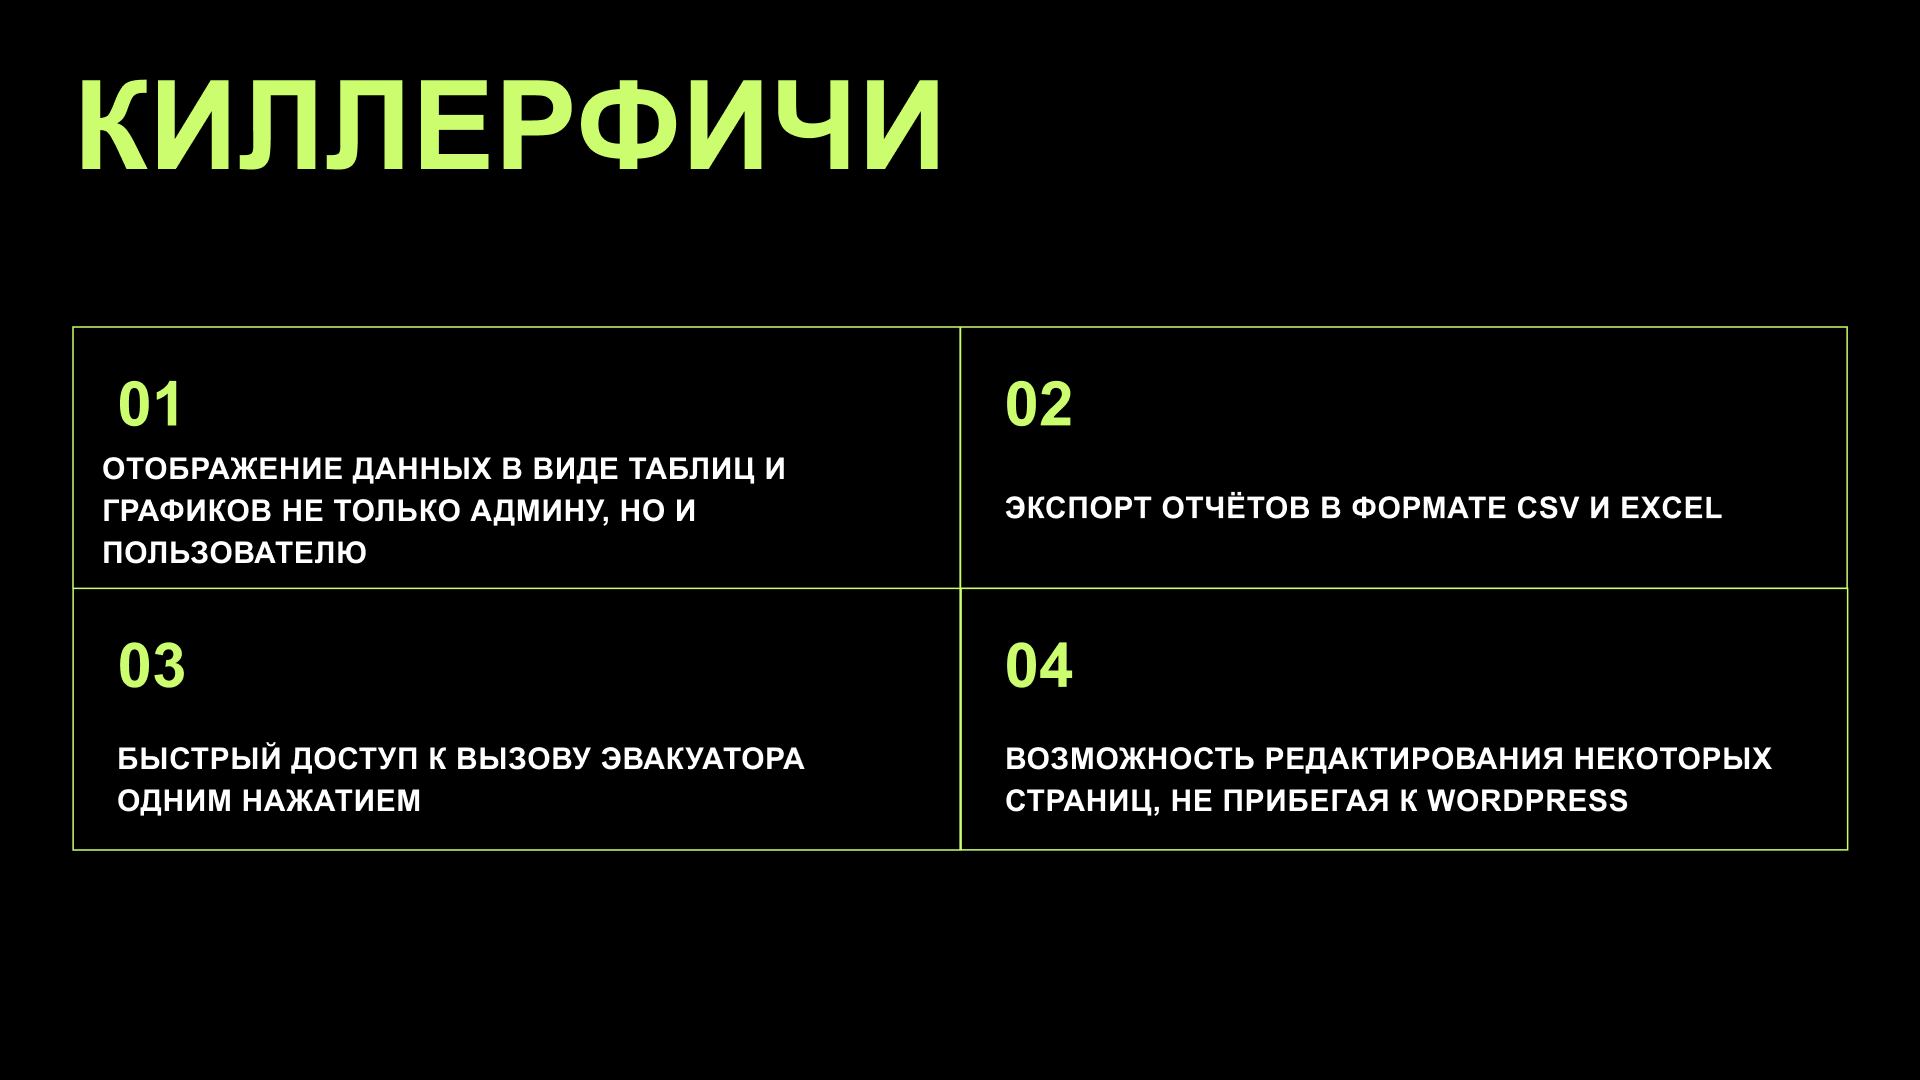 КИЛЛЕРФИЧИ
01
ОТОБРАЖЕНИЕ ДАННЫХ В ВИДЕ ТАБЛИЦ И
ГРАФИКОВ НЕ ТОЛЬКО АДМИНУ, НО И
ПОЛЬЗОВАТЕЛЮ
02
ЭКСПОРТ ОТЧЁТОВ В ФОРМАТЕ CSV И EXCEL
03
БЫСТРЫЙ ДОСТУП К ВЫЗОВУ ЭВАКУАТОРА
ОДНИМ НАЖАТИЕМ
04
ВОЗМОЖНОСТЬ РЕДАКТИРОВАНИЯ НЕКОТОРЫХ
СТРАНИЦ, НЕ ПРИБЕГАЯ К WORDPRESS